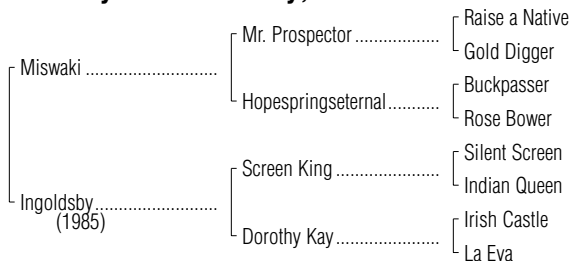 Raise a Native
Mr. Prospector ....................
Gold Digger
Miswaki .........................
Buckpasser
Hopespringseternal ..........
Rose Bower
Silent Screen
Screen King ....................
Indian Queen
Ingoldsby ........................
(1985)
Irish Castle
Dorothy Kay ....................
La Eva